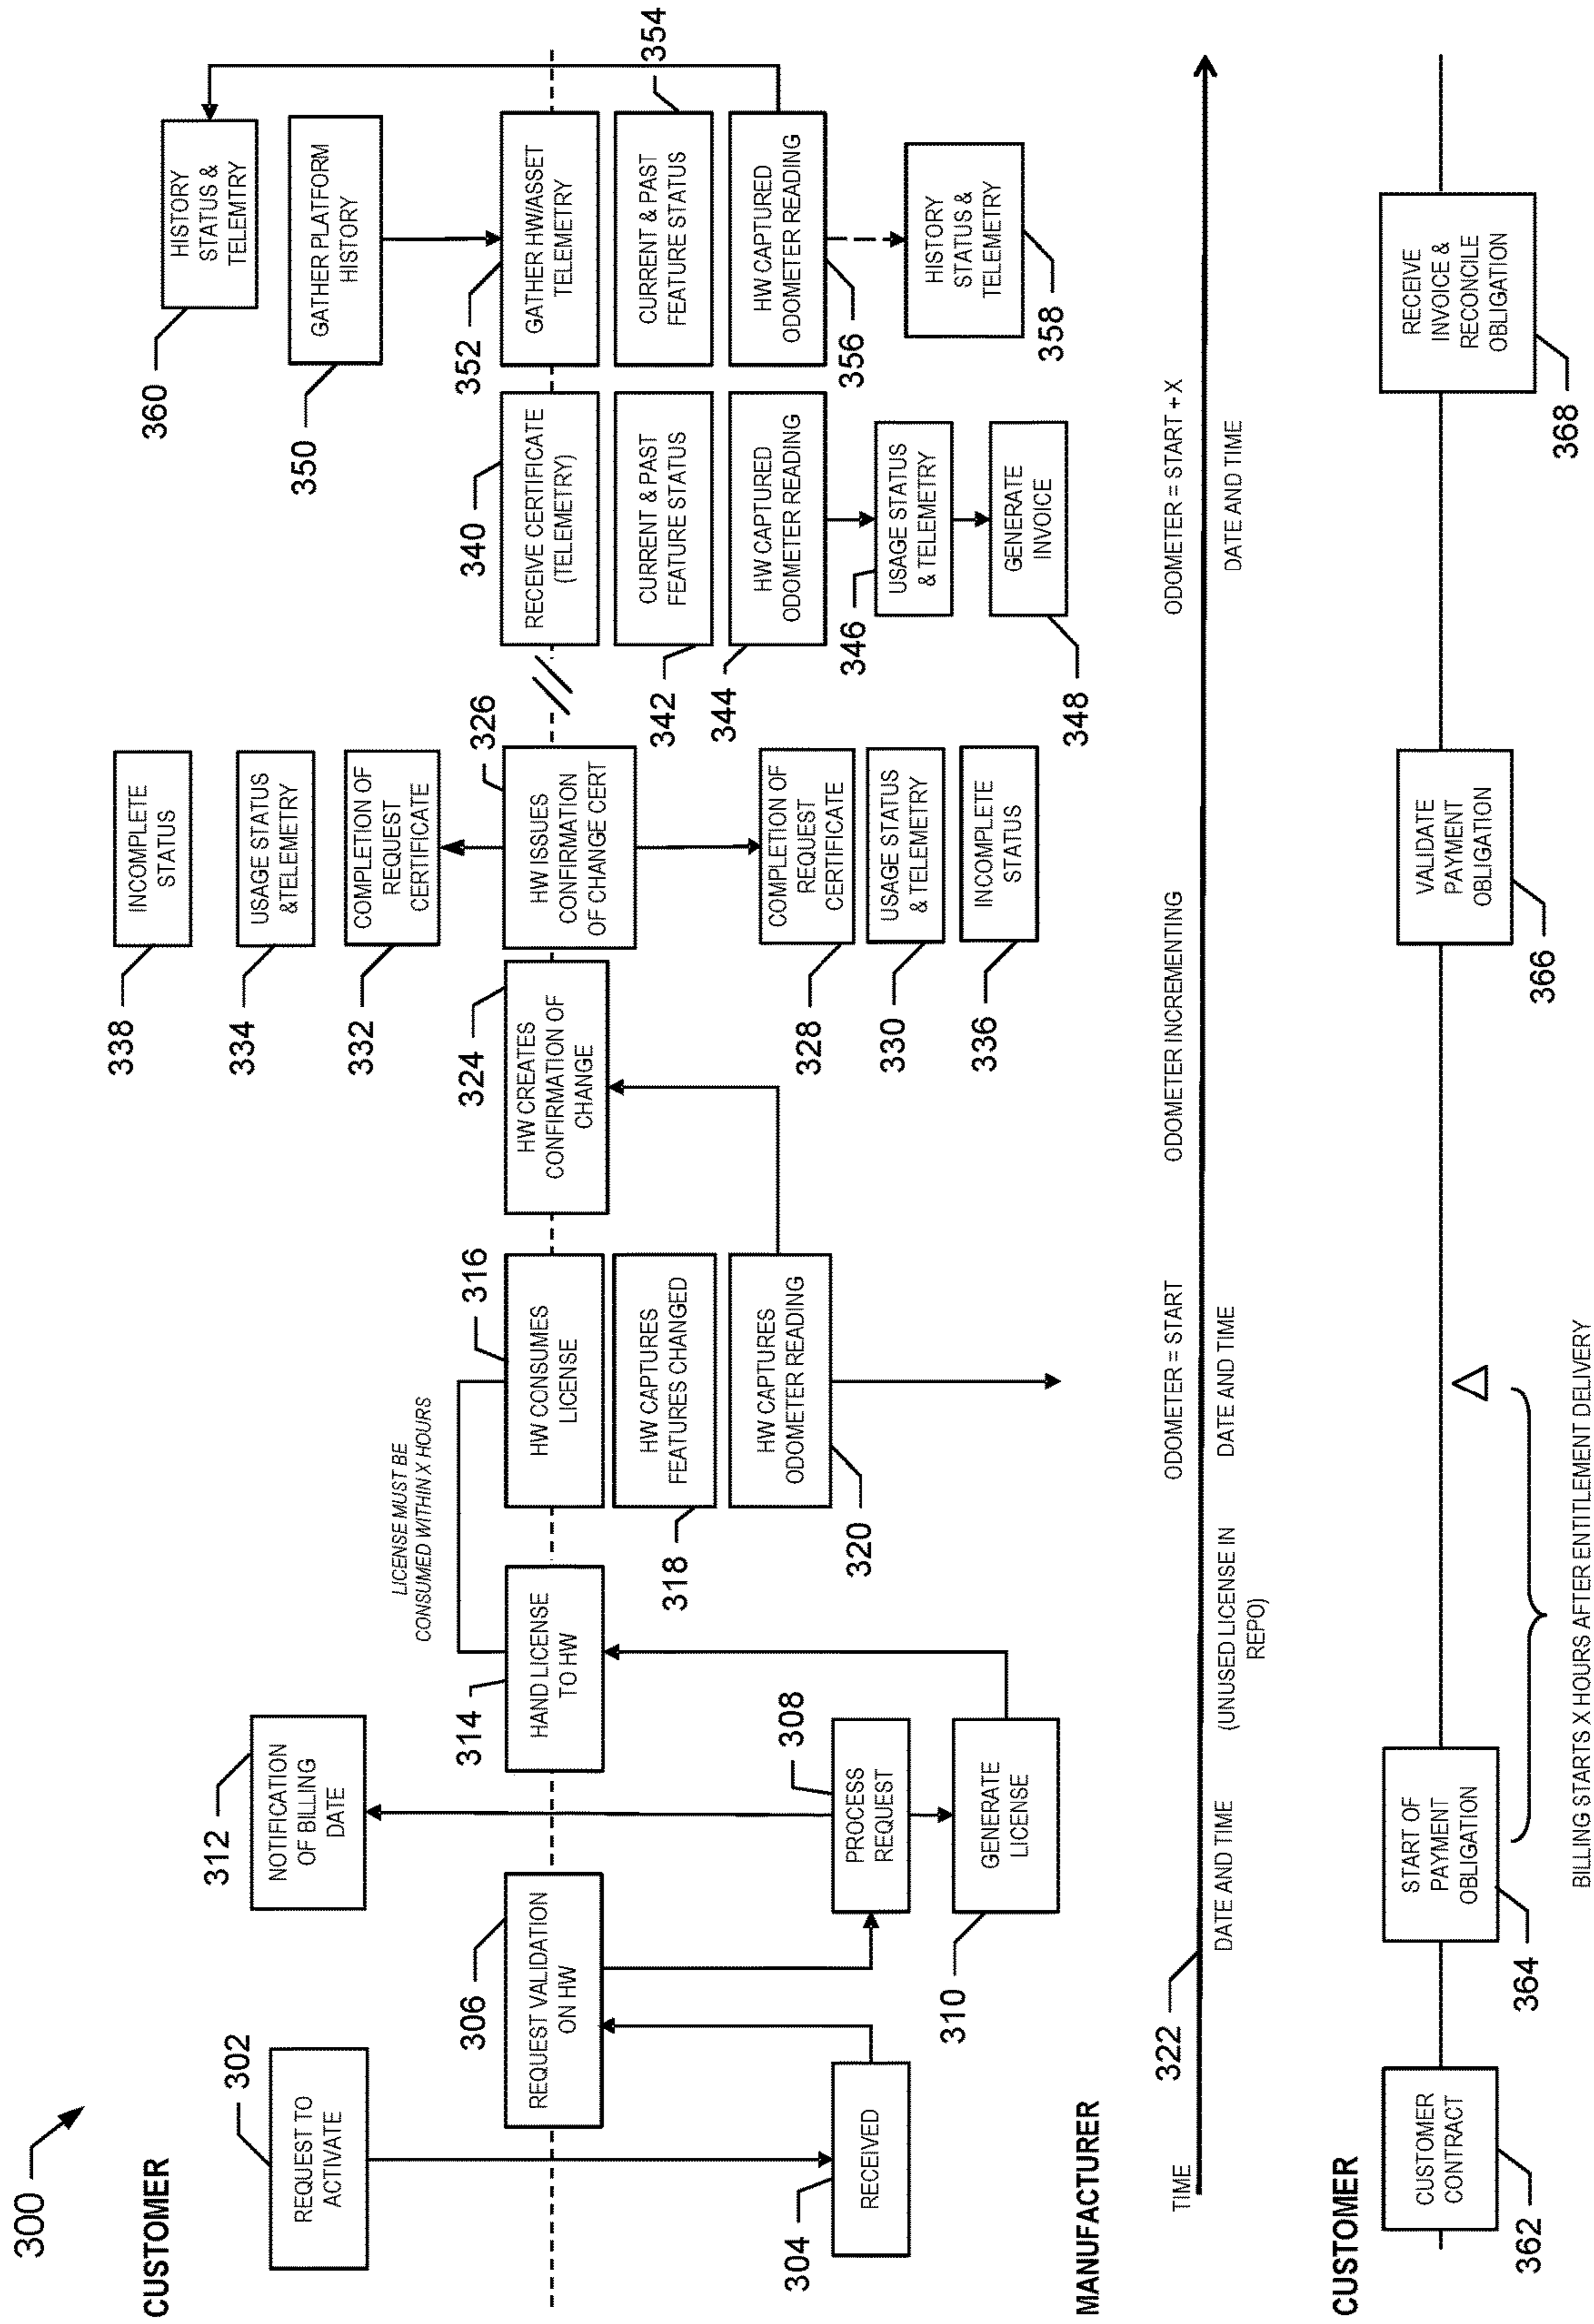 300
CUSTOMER
302
REQUEST TO
ACTIVATE
304
RECEIVED
306
REQUEST VALIDATION
ON HW
312
NOTIFICATION
OF BILLING
DATE
308
PROCESS
REQUEST
310
GENERATE
LICENSE
314
HAND LICENSE
TO HW
LICENSE MUST BE
CONSUMED WITHIN X HOURS
316
HW CONSUMES
LICENSE
318
HW CAPTURES
FEATURES CHANGED
320
HW CAPTURES
ODOMETER READING
324
HW CREATES
CONFIRMATION OF
CHANGE
338
INCOMPLETE
STATUS
334
USAGE STATUS
&TELEMETRY
332
COMPLETION OF
REQUEST
CERTIFICATE
326
HW ISSUES
CONFIRMATION
OF CHANGE CERT
328
COMPLETION OF
REQUEST
CERTIFICATE
330
USAGE STATUS
& TELEMETRY
336
INCOMPLETE
STATUS
340
RECEIVE CERTIFICATE
(TELEMETRY)
342
CURRENT & PAST
FEATURE STATUS
344
HW CAPTURED
ODOMETER READING
346
USAGE STATUS
& TELEMETRY
348
GENERATE
INVOICE
360
HISTORY
STATUS &
TELEMTRY
350
GATHER PLATFORM
HISTORY
352
GATHER HW/ASSET
TELEMETRY
354
CURRENT & PAST
FEATURE STATUS
356
HW CAPTURED
ODOMETER READING
358
HISTORY
STATUS &
TELEMETRY
MANUFACTURER
TIME
322
DATE AND TIME
(UNUSED LICENSE IN
REPO)
ODOMETER = START
DATE AND TIME
ODOMETER INCREMENTING
ODOMETER = START + X
DATE AND TIME
CUSTOMER
362
CUSTOMER
CONTRACT
364
START OF
PAYMENT
OBLIGATION
BILLING STARTS X HOURS AFTER ENTITLEMENT DELIVERY
366
VALIDATE
PAYMENT
OBLIGATION
368
RECEIVE
INVOICE &
RECONCILE
OBLIGATION